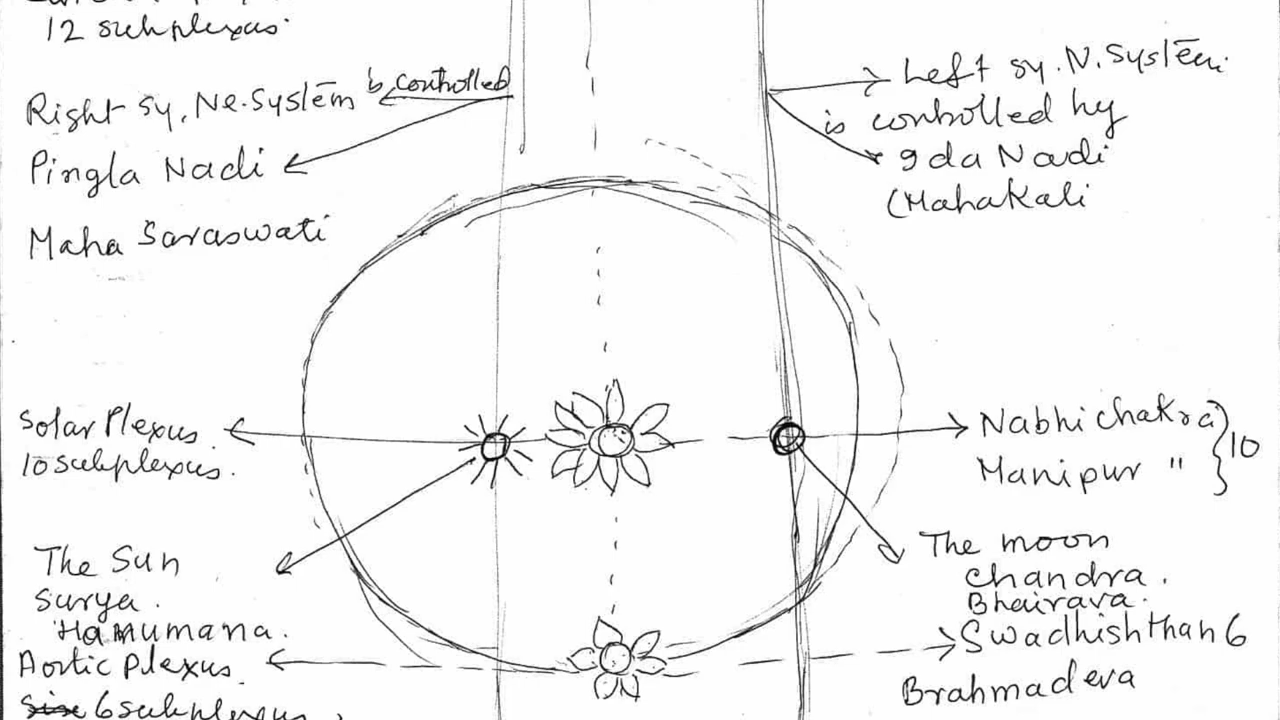 12 subplexus.
Right sy. Ne. System is controlled
Pingla Nadi
Maha Saraswati
Left sy. N. System
is controlled by
Ida Nadi
(Mahakali
Solar Plexus
10 subplexus.
Nabhi chakra
Manipur " } 10
The Sun
Surya.
Hanumana.
Aortic Plexus.
6 subplexus
The moon
Chandra.
Bhairava.
Swadhishthan 6
Brahmadeva